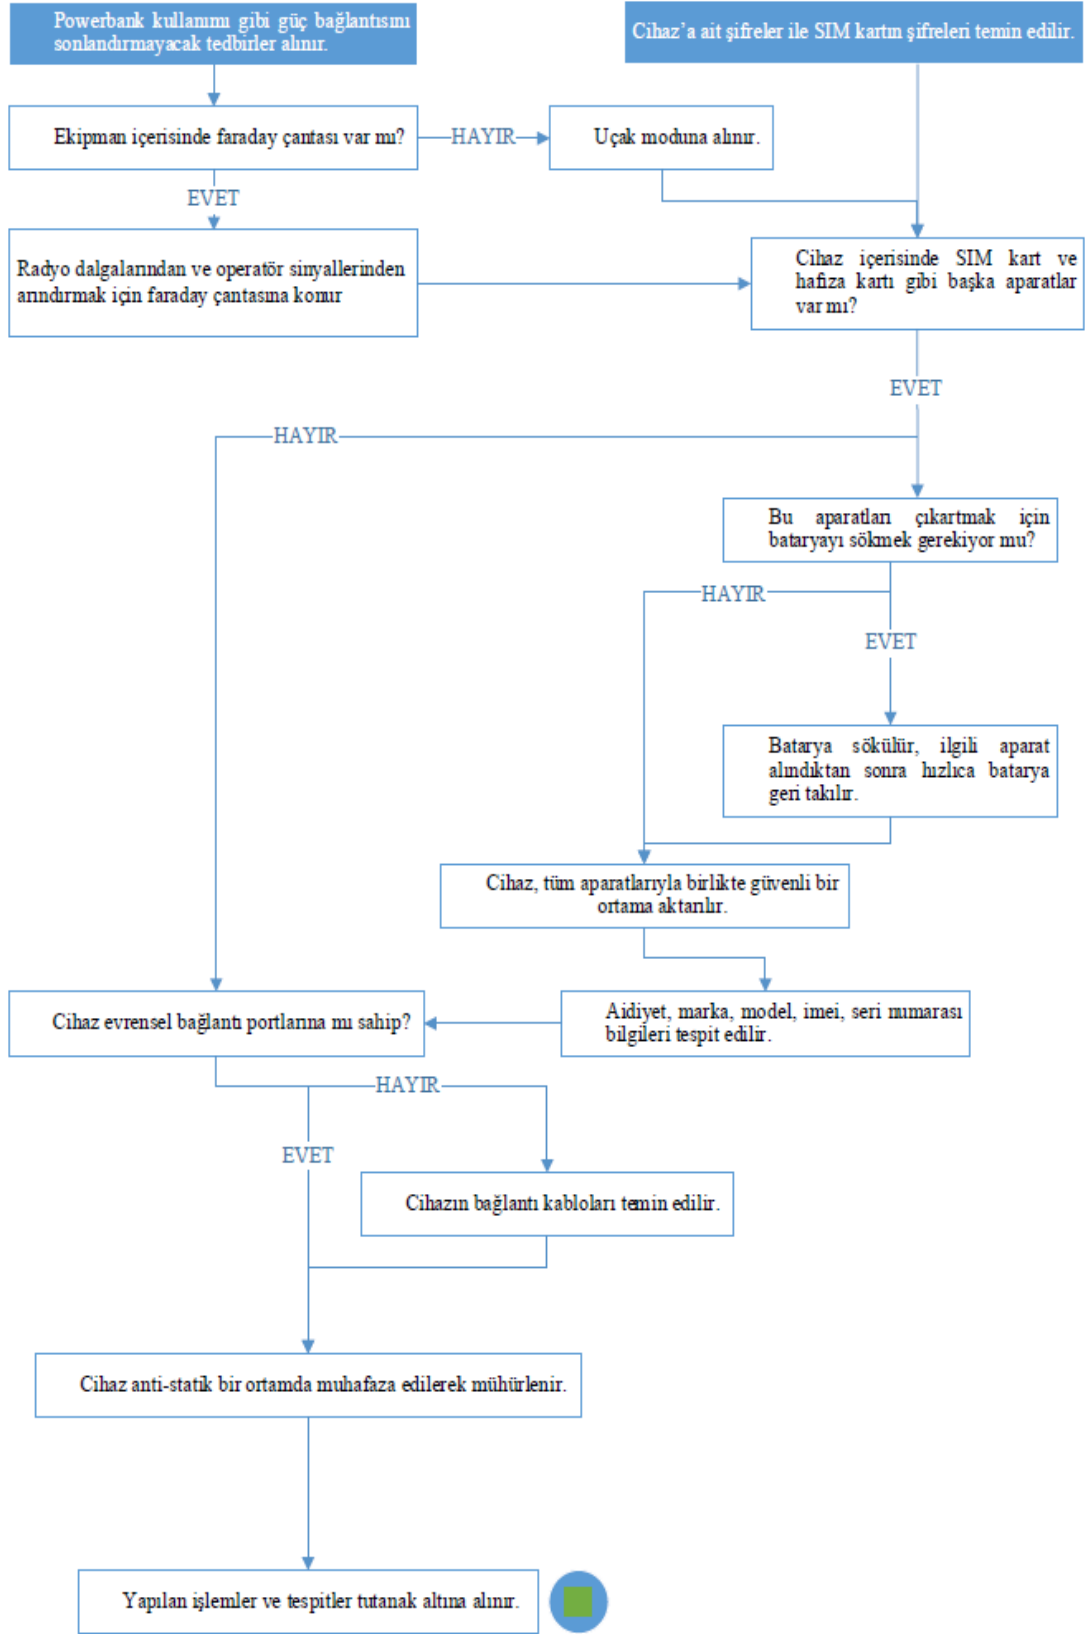 Powerbank kullanımı gibi güç bağlantısını
sonlandırmayacak tedbirler alınır.
Cihaz’a ait şifreler ile SIM kartın şifreleri temin edilir.
Ekipman içerisinde faraday çantası var mı?
HAYIR
Uçak moduna alınır.
EVET
Radyo dalgalarından ve operatör sinyallerinden
arındırmak için faraday çantasına konur
Cihaz içerisinde SIM kart ve
hafıza kartı gibi başka aparatlar
var mı?
EVET
HAYIR
Bu aparatları çıkartmak için
bataryayı sökmek gerekiyor mu?
HAYIR
EVET
Batarya sökülür, ilgili aparat
alındıktan sonra hızlıca batarya
geri takılır.
Cihaz, tüm aparatlarıyla birlikte güvenli bir
ortama aktarılır.
Cihaz evrensel bağlantı portlarına mı sahip?
Aidiyet, marka, model, imei, seri numarası
bilgileri tespit edilir.
HAYIR
EVET
Cihazın bağlantı kabloları temin edilir.
Cihaz anti-statik bir ortamda muhafaza edilerek mühürlenir.
Yapılan işlemler ve tespitler tutanak altına alınır.